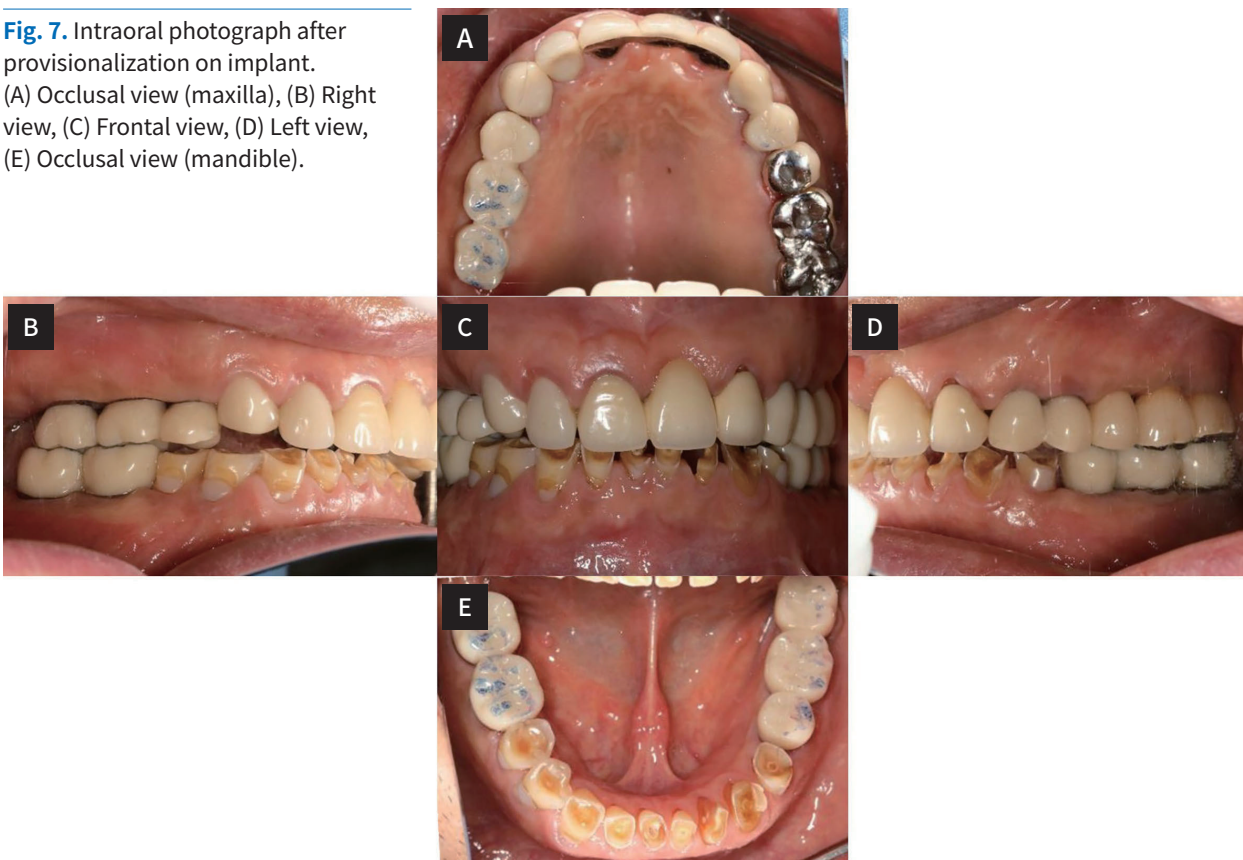 Fig. 7. Intraoral photograph after
provisionalization on implant.
(A) Occlusal view (maxilla), (B) Right
view, (C) Frontal view, (D) Left view,
(E) Occlusal view (mandible).
A
B
C
D
E